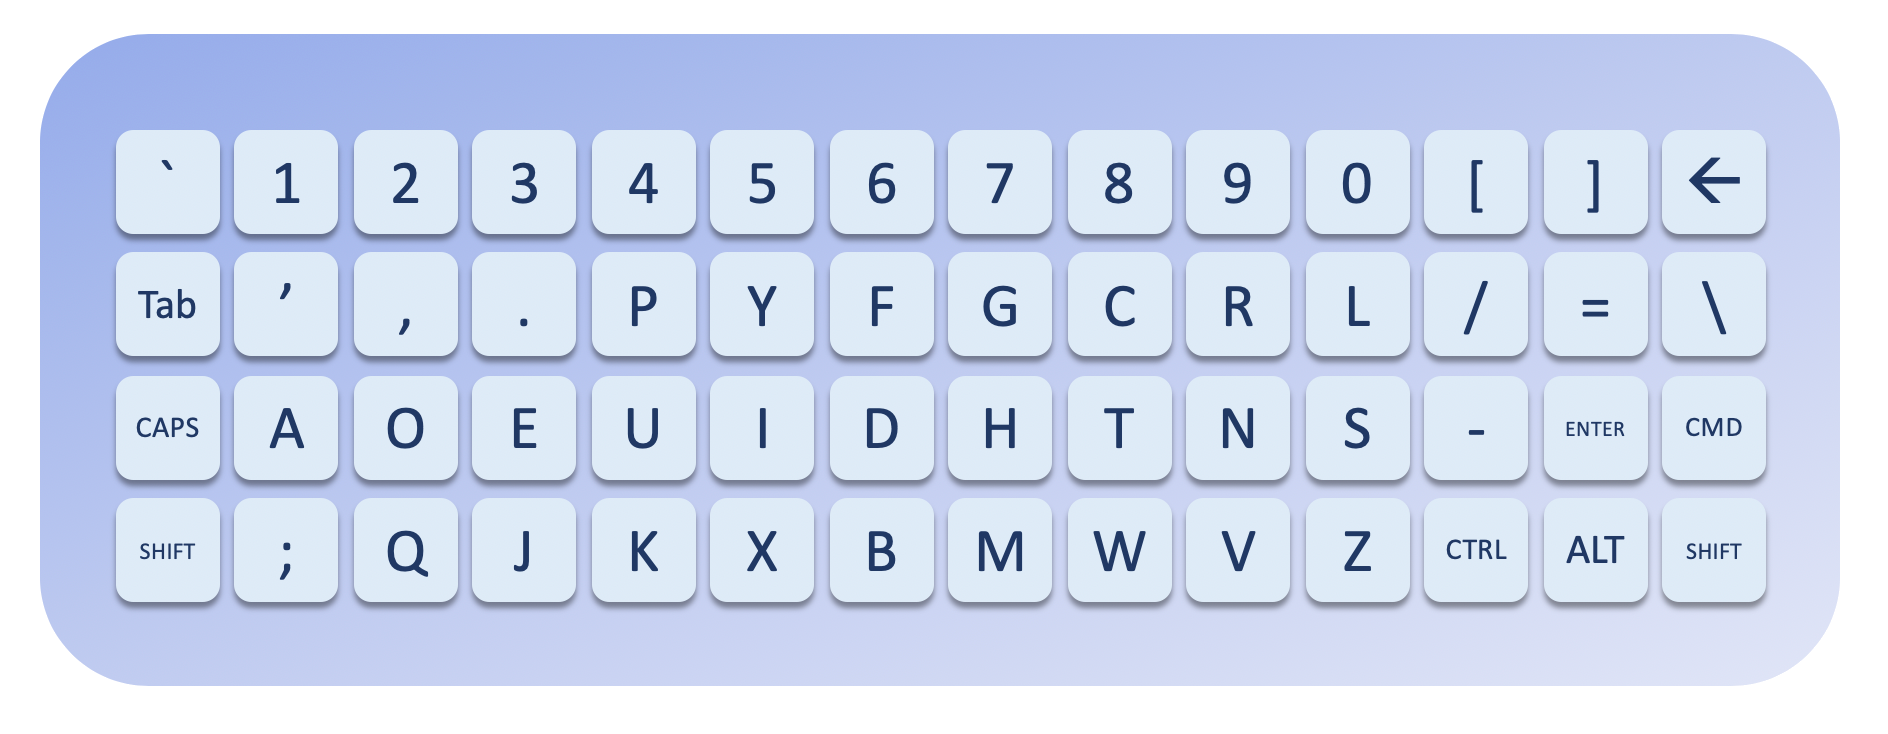 ` 1 2 3 4 5 6 7 8 9 0 [ ] ←
Tab ’ , . P Y F G C R L / = \
CAPS A O E U I D H T N S - ENTER CMD
SHIFT ; Q J K X B M W V Z CTRL ALT SHIFT